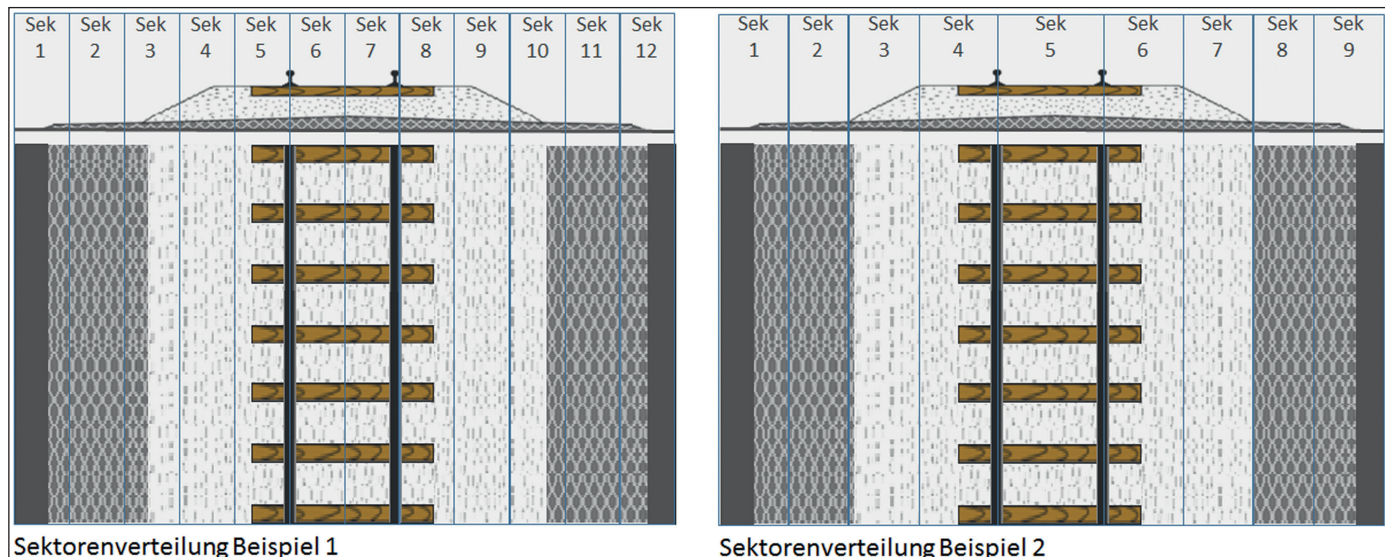 Sek Sek Sek Sek Sek Sek Sek Sek Sek Sek Sek Sek
1 2 3 4 5 6 7 8 9 10 11 12
Sektorenverteilung Beispiel 1
Sek Sek Sek Sek Sek Sek Sek Sek Sek
1 2 3 4 5 6 7 8 9
Sektorenverteilung Beispiel 2